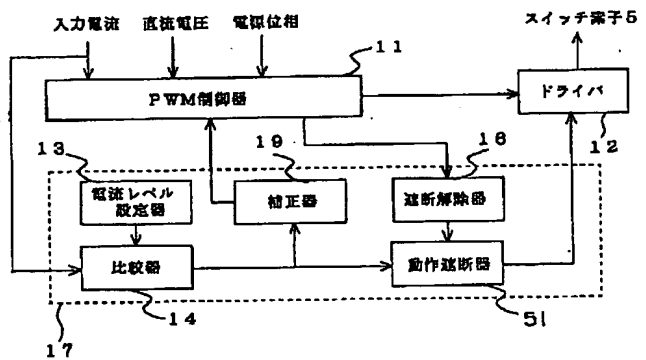 入力電流 直流電圧 電源位相 スイッチ素子5
11
PWM制御器
ドライバ
12
13
19
18
電流レベル
設定器
補正器
遮断解除器
比較器
動作遮断器
14
51
17